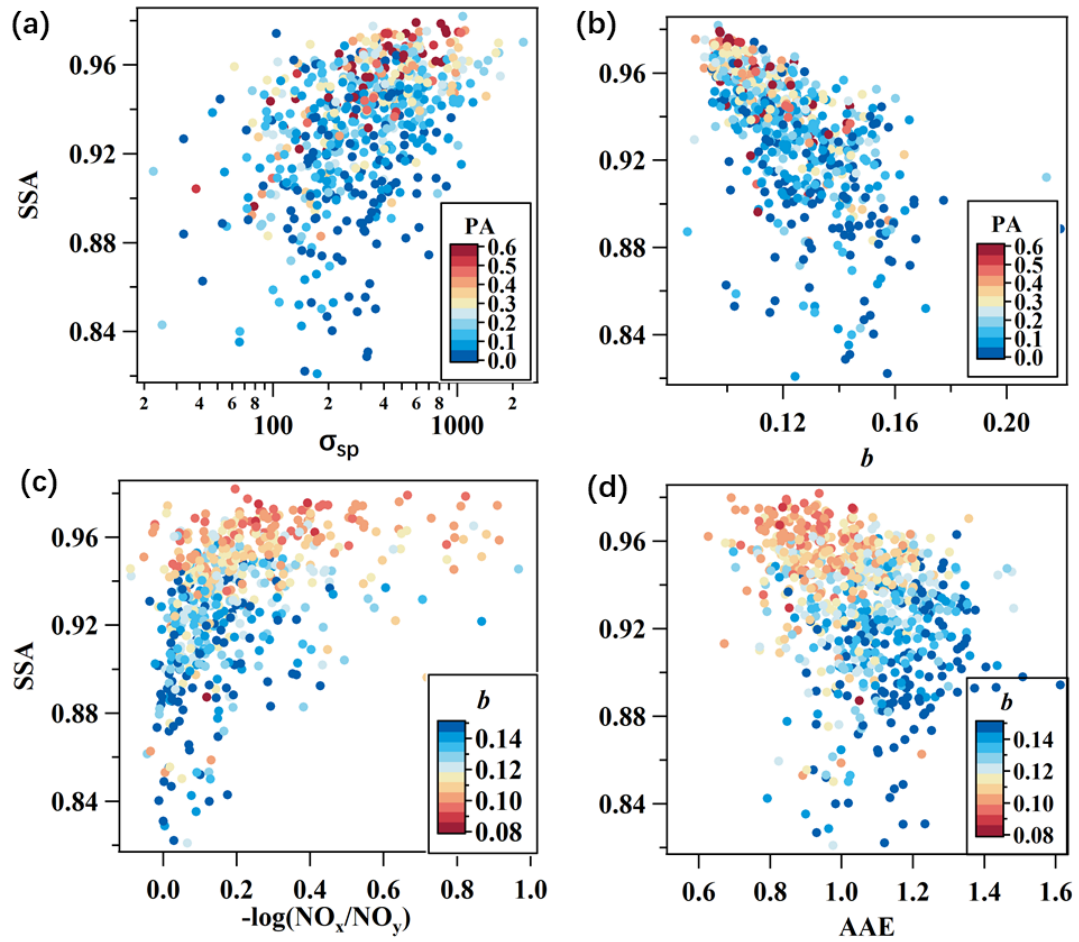 (a)
SSA
0.96
0.92
0.88
0.84
PA
0.6
0.5
0.4
0.3
0.2
0.1
0.0
2 4 6 8 2 4 6 8 2
100 1000
σsp
(b)
0.96
0.92
0.88
0.84
PA
0.6
0.5
0.4
0.3
0.2
0.1
0.0
0.12 0.16 0.20
b
(c)
SSA
0.96
0.92
0.88
0.84
b
0.14
0.12
0.10
0.08
0.0 0.2 0.4 0.6 0.8 1.0
-log(NOx/NOy)
(d)
0.96
0.92
0.88
0.84
b
0.14
0.12
0.10
0.08
0.6 0.8 1.0 1.2 1.4 1.6
AAE